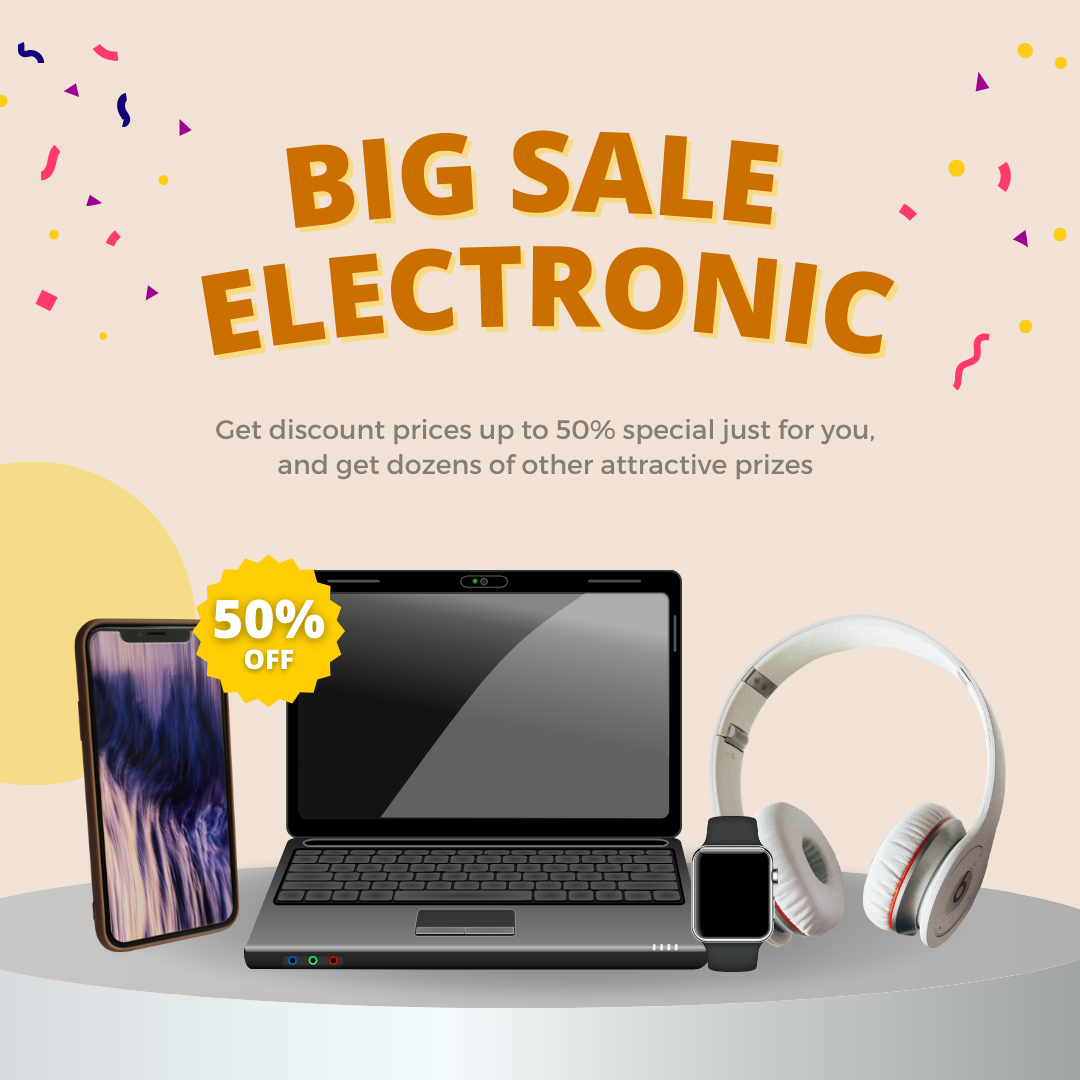 BIG SALE
ELECTRONIC
Get discount prices up to 50% special just for you,
and get dozens of other attractive prizes
50%
OFF